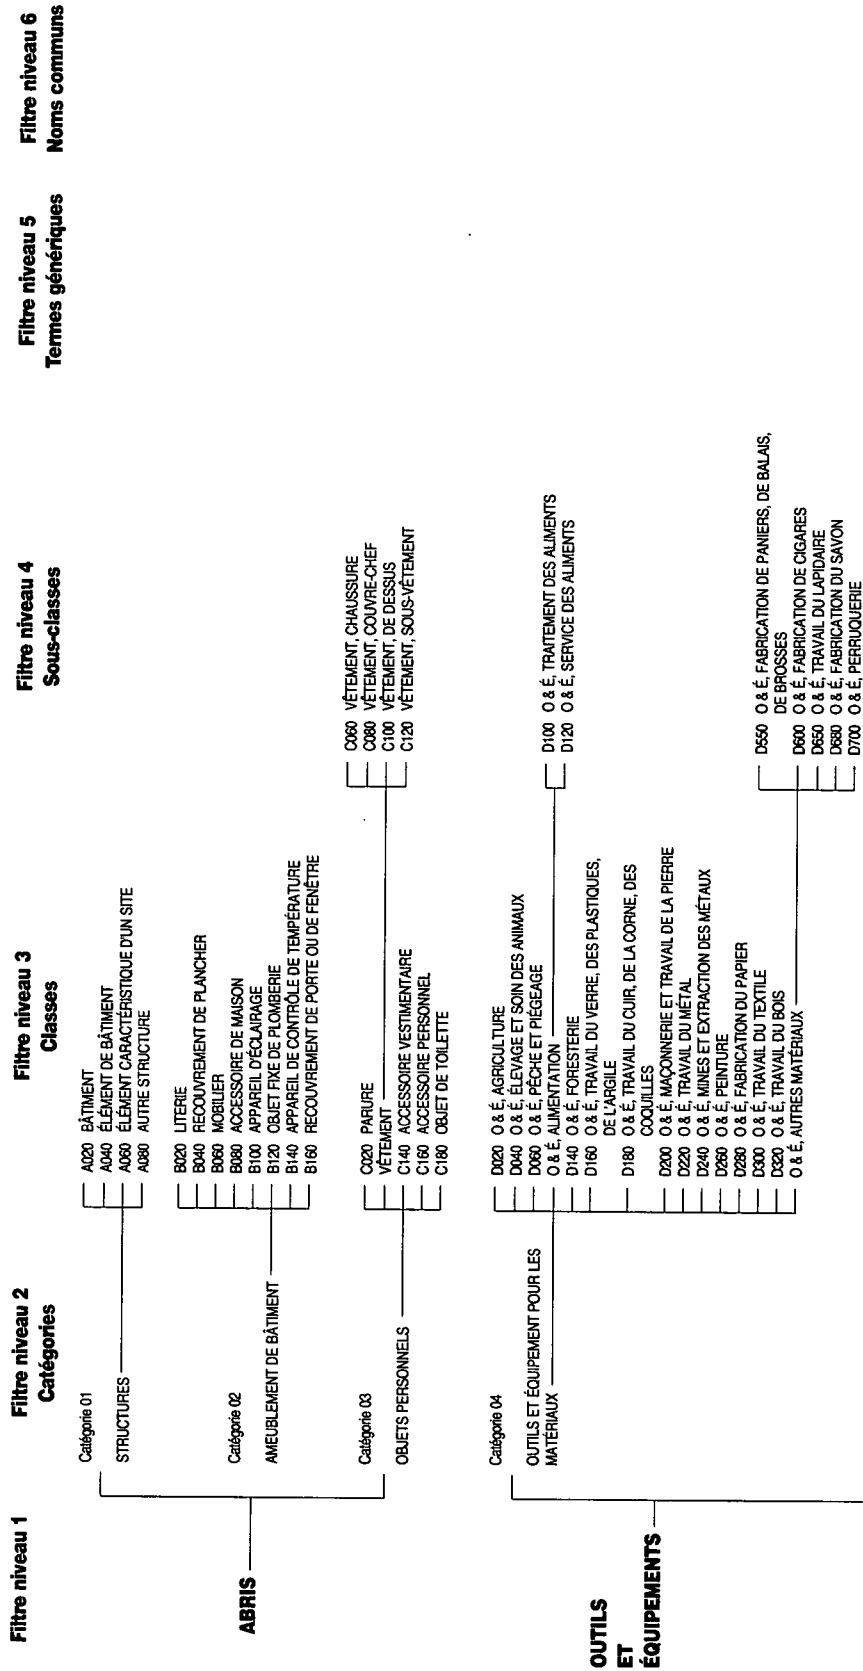 Filtre niveau 1
Filtre niveau 2
Catégories
Filtre niveau 3
Classes
Filtre niveau 4
Sous-classes
Filtre niveau 5
Termes génériques
Filtre niveau 6
Noms communs
ABRIS
Catégorie 01
STRUCTURES
A020 BÂTIMENT
A040 ÉLÉMENT DE BÂTIMENT
A060 ÉLÉMENT CARACTÉRISTIQUE D'UN SITE
A080 AUTRE STRUCTURE
Catégorie 02
AMEUBLEMENT DE BÂTIMENT
B020 LITERIE
B040 RECOUVREMENT DE PLANCHER
B060 MOBILIER
B080 ACCESSOIRE DE MAISON
B100 APPAREIL D'ÉCLAIRAGE
B120 OBJET FIXE DE PLOMBERIE
B140 APPAREIL DE CONTRÔLE DE TEMPÉRATURE
B160 RECOUVREMENT DE PORTE OU DE FENÊTRE
Catégorie 03
OBJETS PERSONNELS
C020 PARURE
VÊTEMENT
C060 VÊTEMENT, CHAUSSURE
C080 VÊTEMENT, COUVRE-CHEF
C100 VÊTEMENT, DE DESSUS
C120 VÊTEMENT, SOUS-VÊTEMENT
C140 ACCESSOIRE VESTIMENTAIRE
C160 ACCESSOIRE PERSONNEL
C180 OBJET DE TOILETTE
OUTILS
ET
ÉQUIPEMENTS
Catégorie 04
OUTILS ET ÉQUIPEMENT POUR LES
MATÉRIAUX
D020 O & É, AGRICULTURE
D040 O & É, ÉLEVAGE ET SOIN DES ANIMAUX
D060 O & É, PÊCHE ET PIÉGEAGE
O & É, ALIMENTATION
D100 O & É, TRAITEMENT DES ALIMENTS
D120 O & É, SERVICE DES ALIMENTS
D140 O & É, FORESTERIE
D160 O & É, TRAVAIL DU VERRE, DES PLASTIQUES,
DE L'ARGILE
D180 O & É, TRAVAIL DU CUIR, DE LA CORNE, DES
COQUILLES
D200 O & É, MAÇONNERIE ET TRAVAIL DE LA PIERRE
D220 O & É, TRAVAIL DU MÉTAL
D240 O & É, MINES ET EXTRACTION DES MÉTAUX
D260 O & É, PEINTURE
D280 O & É, FABRICATION DU PAPIER
D300 O & É, TRAVAIL DU TEXTILE
D320 O & É, TRAVAIL DU BOIS
O & É, AUTRES MATÉRIAUX
D550 O & É, FABRICATION DE PANIERS, DE BALAIS,
DE BROSSES
D600 O & É, FABRICATION DE CIGARES
D650 O & É, TRAVAIL DU LAPIDAIRE
D680 O & É, FABRICATION DU SAVON
D700 O & É, PERRUQUERIE